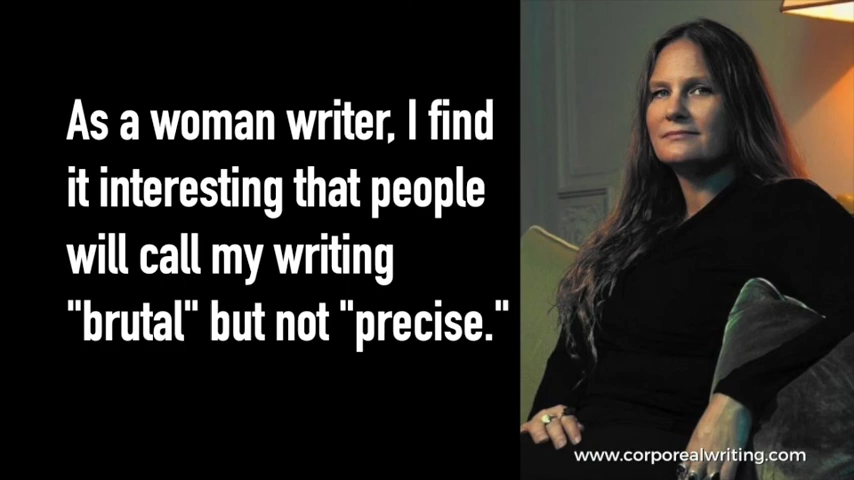 As a woman writer, I find
it interesting that people
will call my writing
"brutal" but not "precise."
www.corporealwriting.com